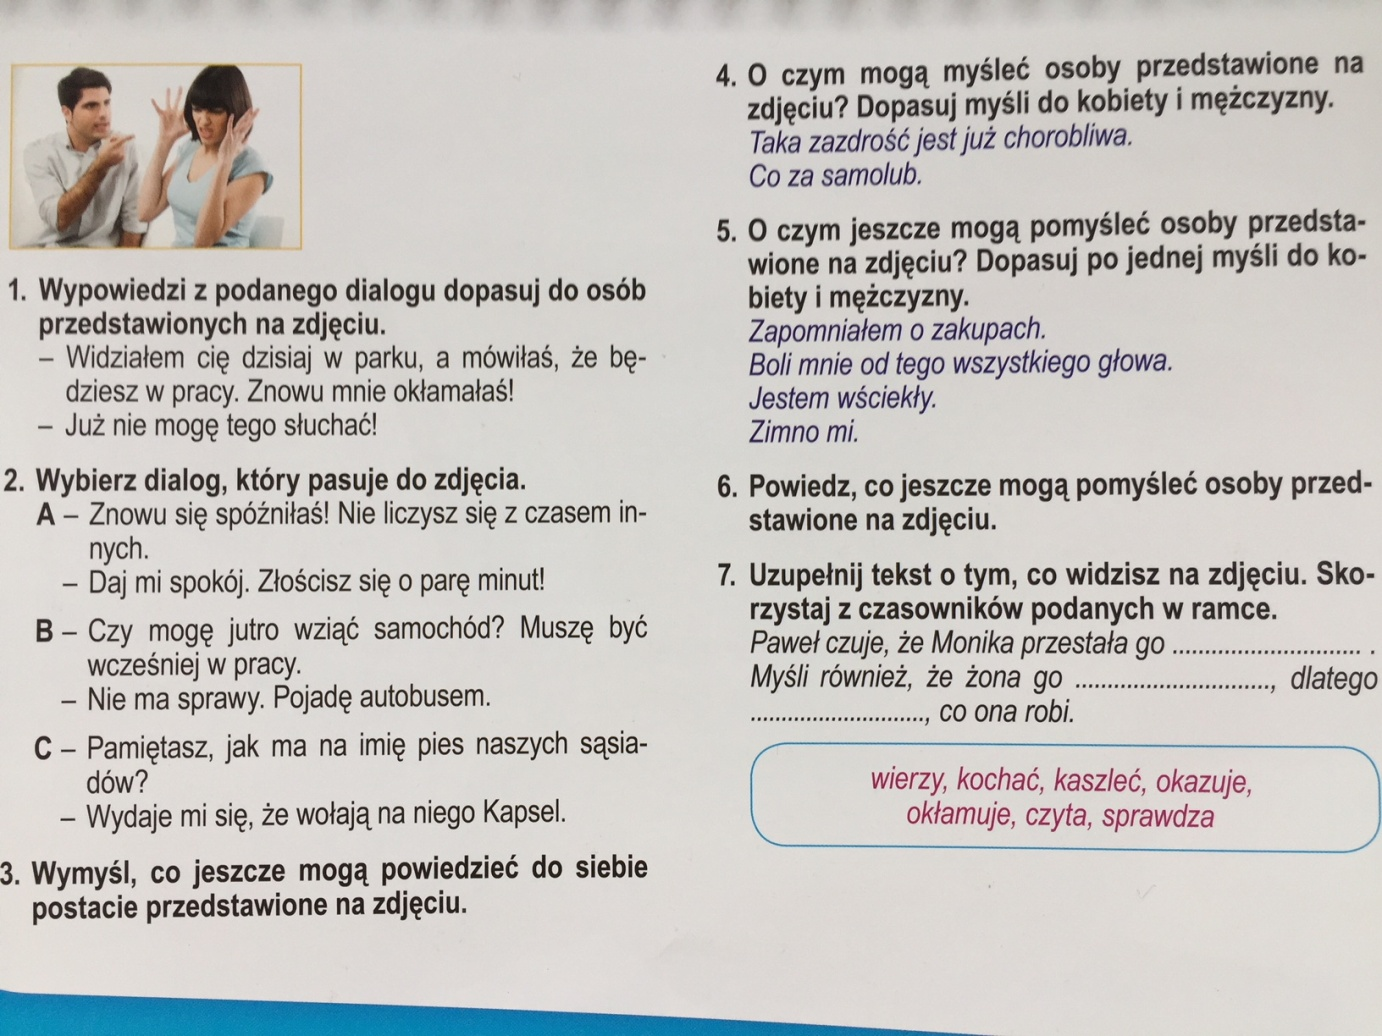 1. Wypowiedzi z podanego dialogu dopasuj do osób
przedstawionych na zdjęciu.
– Widziałem cię dzisiaj w parku, a mówiłaś, że bę-
dziesz w pracy. Znowu mnie okłamałaś!
– Już nie mogę tego słuchać!
2. Wybierz dialog, który pasuje do zdjęcia.
A – Znowu się spóźniłaś! Nie liczysz się z czasem in-
nych.
– Daj mi spokój. Złościsz się o parę minut!
B – Czy mogę jutro wziąć samochód? Muszę być
wcześniej w pracy.
– Nie ma sprawy. Pojadę autobusem.
C – Pamiętasz, jak ma na imię pies naszych sąsia-
dów?
– Wydaje mi się, że wołają na niego Kapsel.
3. Wymyśl, co jeszcze mogą powiedzieć do siebie
postacie przedstawione na zdjęciu.
4. O czym mogą myśleć osoby przedstawione na
zdjęciu? Dopasuj myśli do kobiety i mężczyzny.
Taka zazdrość jest już chorobliwa.
Co za samolub.
5. O czym jeszcze mogą pomyśleć osoby przedsta-
wione na zdjęciu? Dopasuj po jednej myśli do ko-
biety i mężczyzny.
Zapomniałem o zakupach.
Boli mnie od tego wszystkiego głowa.
Jestem wściekły.
Zimno mi.
6. Powiedz, co jeszcze mogą pomyśleć osoby przed-
stawione na zdjęciu.
7. Uzupełnij tekst o tym, co widzisz na zdjęciu. Sko-
rzystaj z czasowników podanych w ramce.
Paweł czuje, że Monika przestała go ............................. .
Myśli również, że żona go ............................., dlatego
............................, co ona robi.
wierzy, kochać, kaszleć, okazuje,
okłamuje, czyta, sprawdza